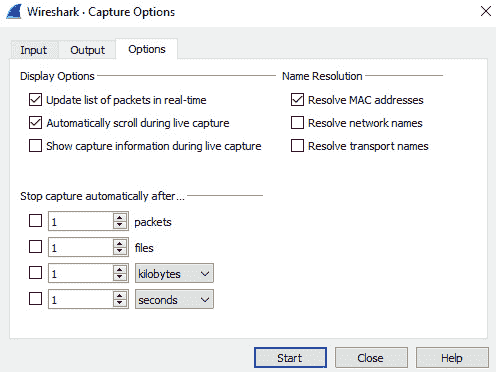 Wireshark · Capture Options
Input Output Options
Display Options
Update list of packets in real-time
Automatically scroll during live capture
Show capture information during live capture
Name Resolution
Resolve MAC addresses
Resolve network names
Resolve transport names
Stop capture automatically after...
1 packets
1 files
1 kilobytes
1 seconds
Start Close Help